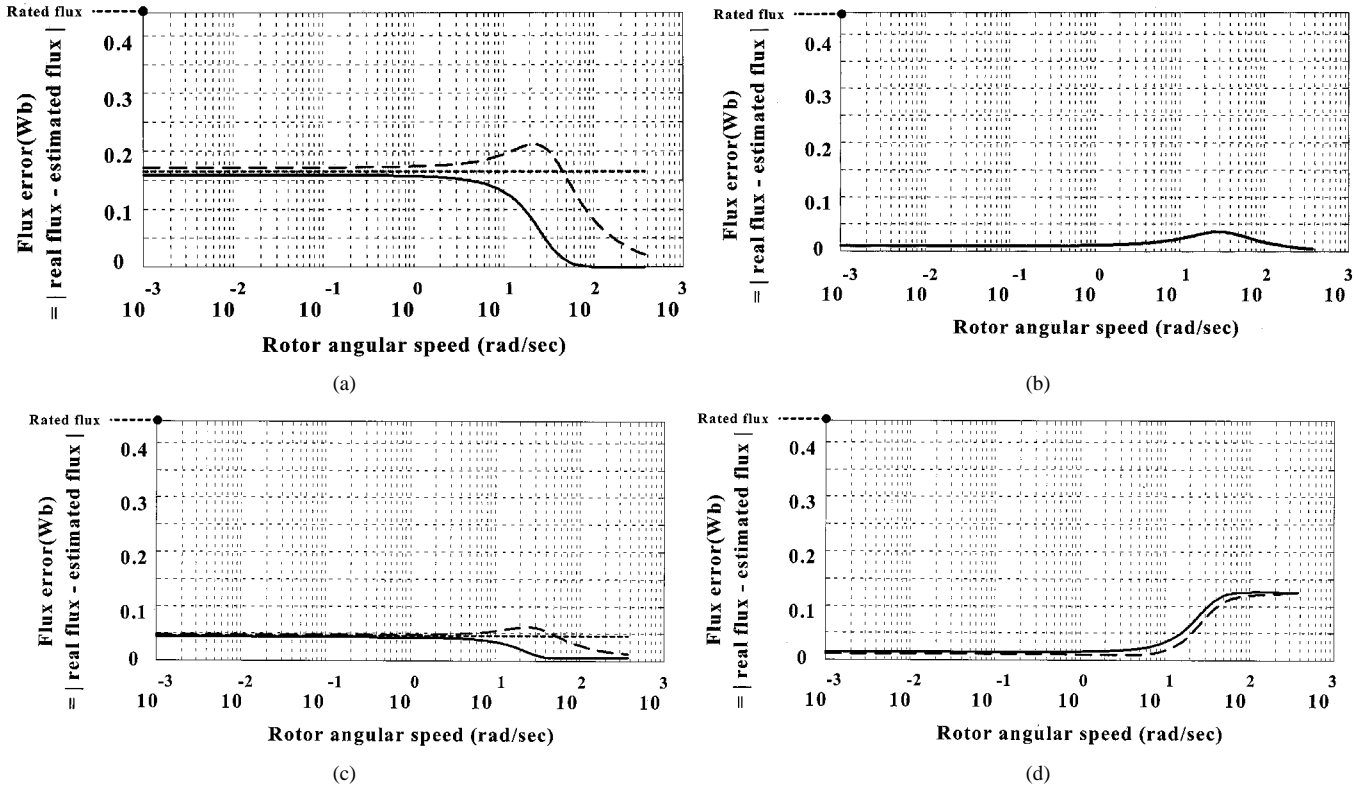 Rated flux
0.4
0.3
0.2
0.1
0
Flux error(Wb)
= | real flux - estimated flux |
-3 -2 -1 0 1 2 3
10 10 10 10 10 10 10
Rotor angular speed (rad/sec)
(a)
Rated flux
0.4
0.3
0.2
0.1
0
Flux error(Wb)
= | real flux - estimated flux |
-3 -2 -1 0 1 2 3
10 10 10 10 10 10 10
Rotor angular speed (rad/sec)
(b)
Rated flux
0.4
0.3
0.2
0.1
0
Flux error(Wb)
= | real flux - estimated flux |
-3 -2 -1 0 1 2 3
10 10 10 10 10 10 10
Rotor angular speed (rad/sec)
(c)
Rated flux
0.4
0.3
0.2
0.1
0
Flux error(Wb)
= | real flux - estimated flux |
-3 -2 -1 0 1 2 3
10 10 10 10 10 10 10
Rotor angular speed (rad/sec)
(d)